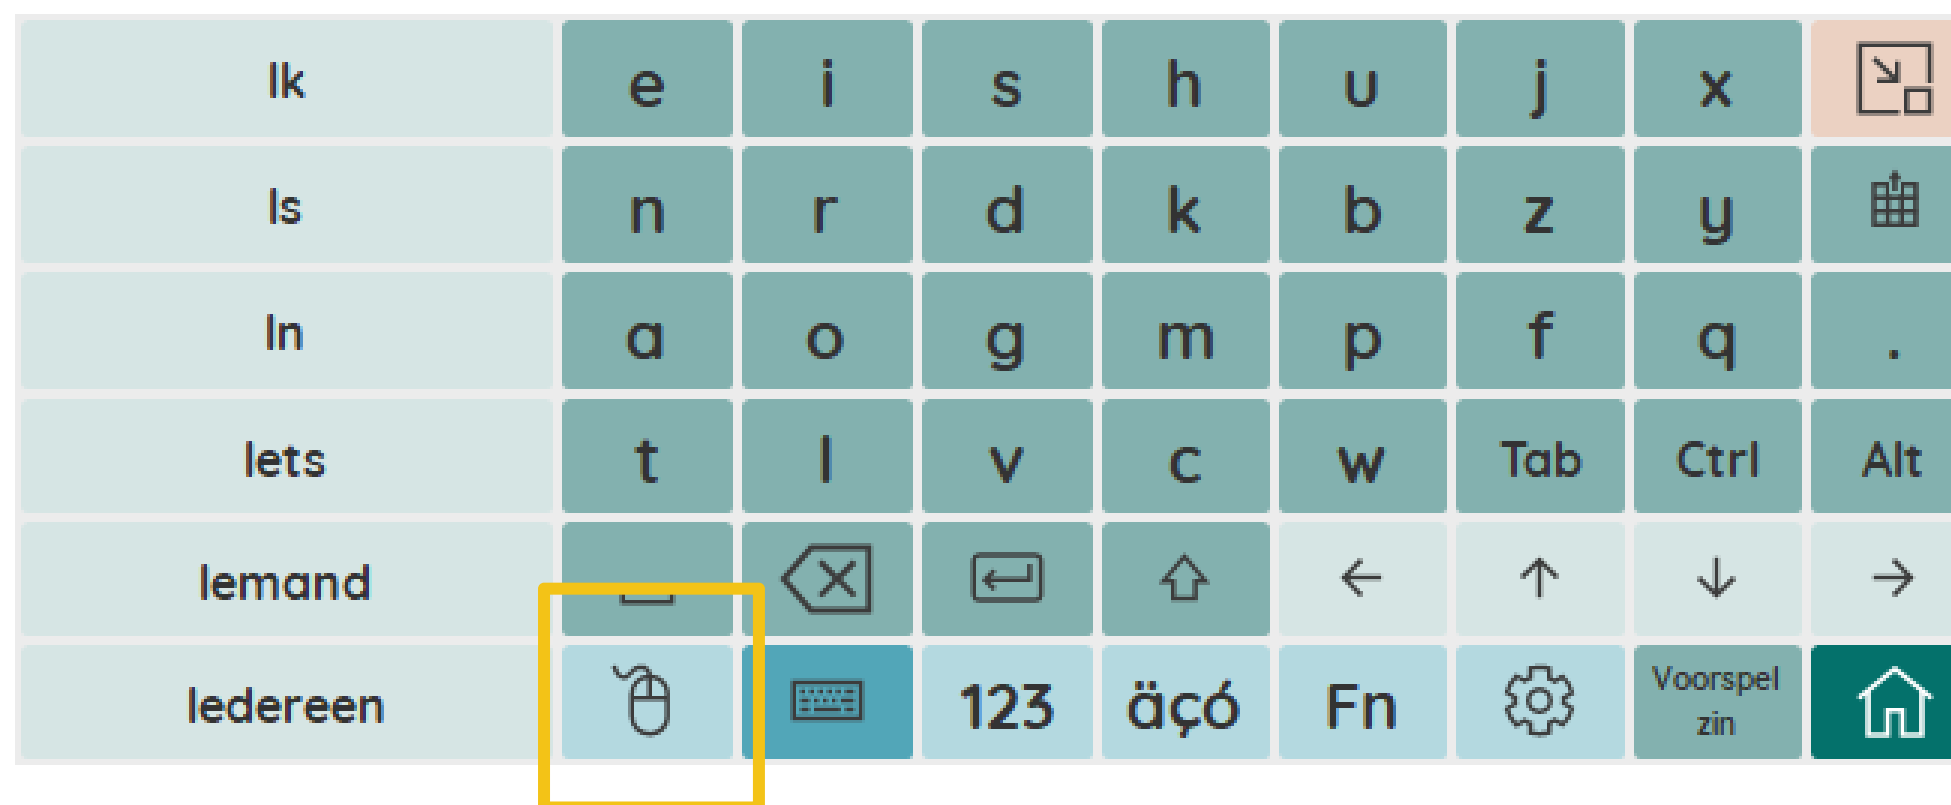 Ik e i s h u j x
Is n r d k b z y
In a o g m p f q .
Iets t l v c w Tab Ctrl Alt
Iemand
Iedereen 123 äçó Fn Voorspel
zin